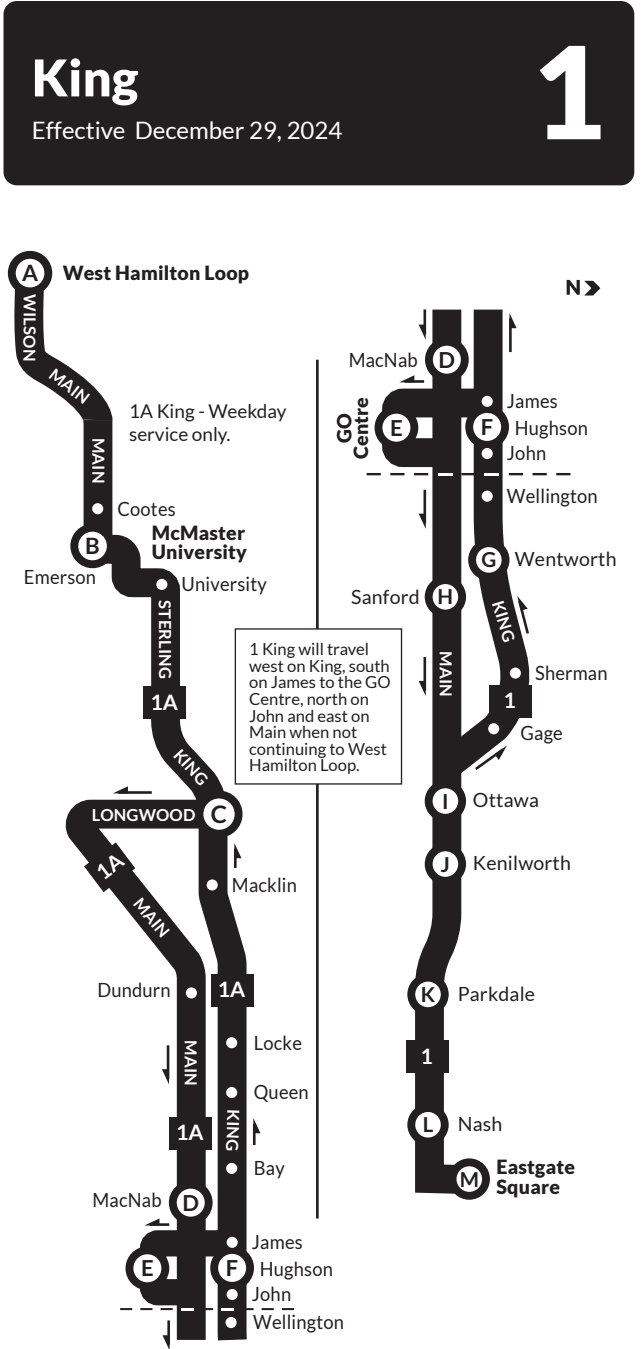 King
Effective December 29, 2024
1
A
West Hamilton Loop
WILSON
MAIN
1A King - Weekday
service only.
MAIN
Cootes
B
McMaster
University
Emerson
University
STERLING
1A
KING
LONGWOOD
C
1A
Macklin
MAIN
Dundurn
1A
MAIN
Locke
Queen
KING
1A
Bay
MacNab
D
James
E
F
Hughson
John
Wellington
1 King will travel
west on King, south
on James to the GO
Centre, north on
John and east on
Main when not
continuing to West
Hamilton Loop.
N
MacNab
D
James
GO
Centre
E
F
Hughson
John
Wellington
G
Wentworth
Sanford
H
KING
MAIN
Sherman
1
Gage
I
Ottawa
J
Kenilworth
K
Parkdale
1
L
Nash
M
Eastgate
Square